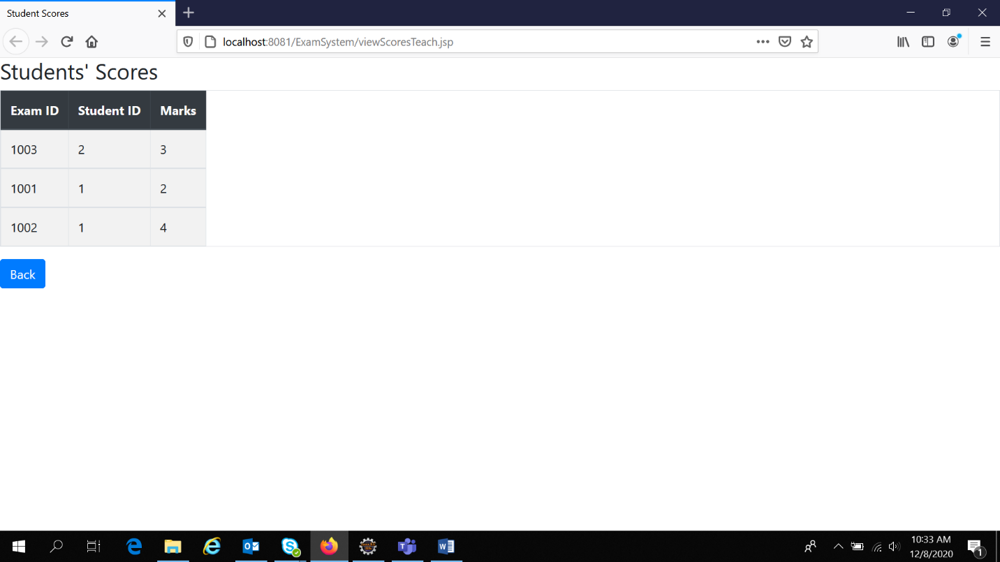 Student Scores
localhost:8081/ExamSystem/viewScoresTeach.jsp
Students' Scores
Exam ID Student ID Marks
1003 2 3
1001 1 2
1002 1 4
Back
10:33 AM
12/8/2020
1